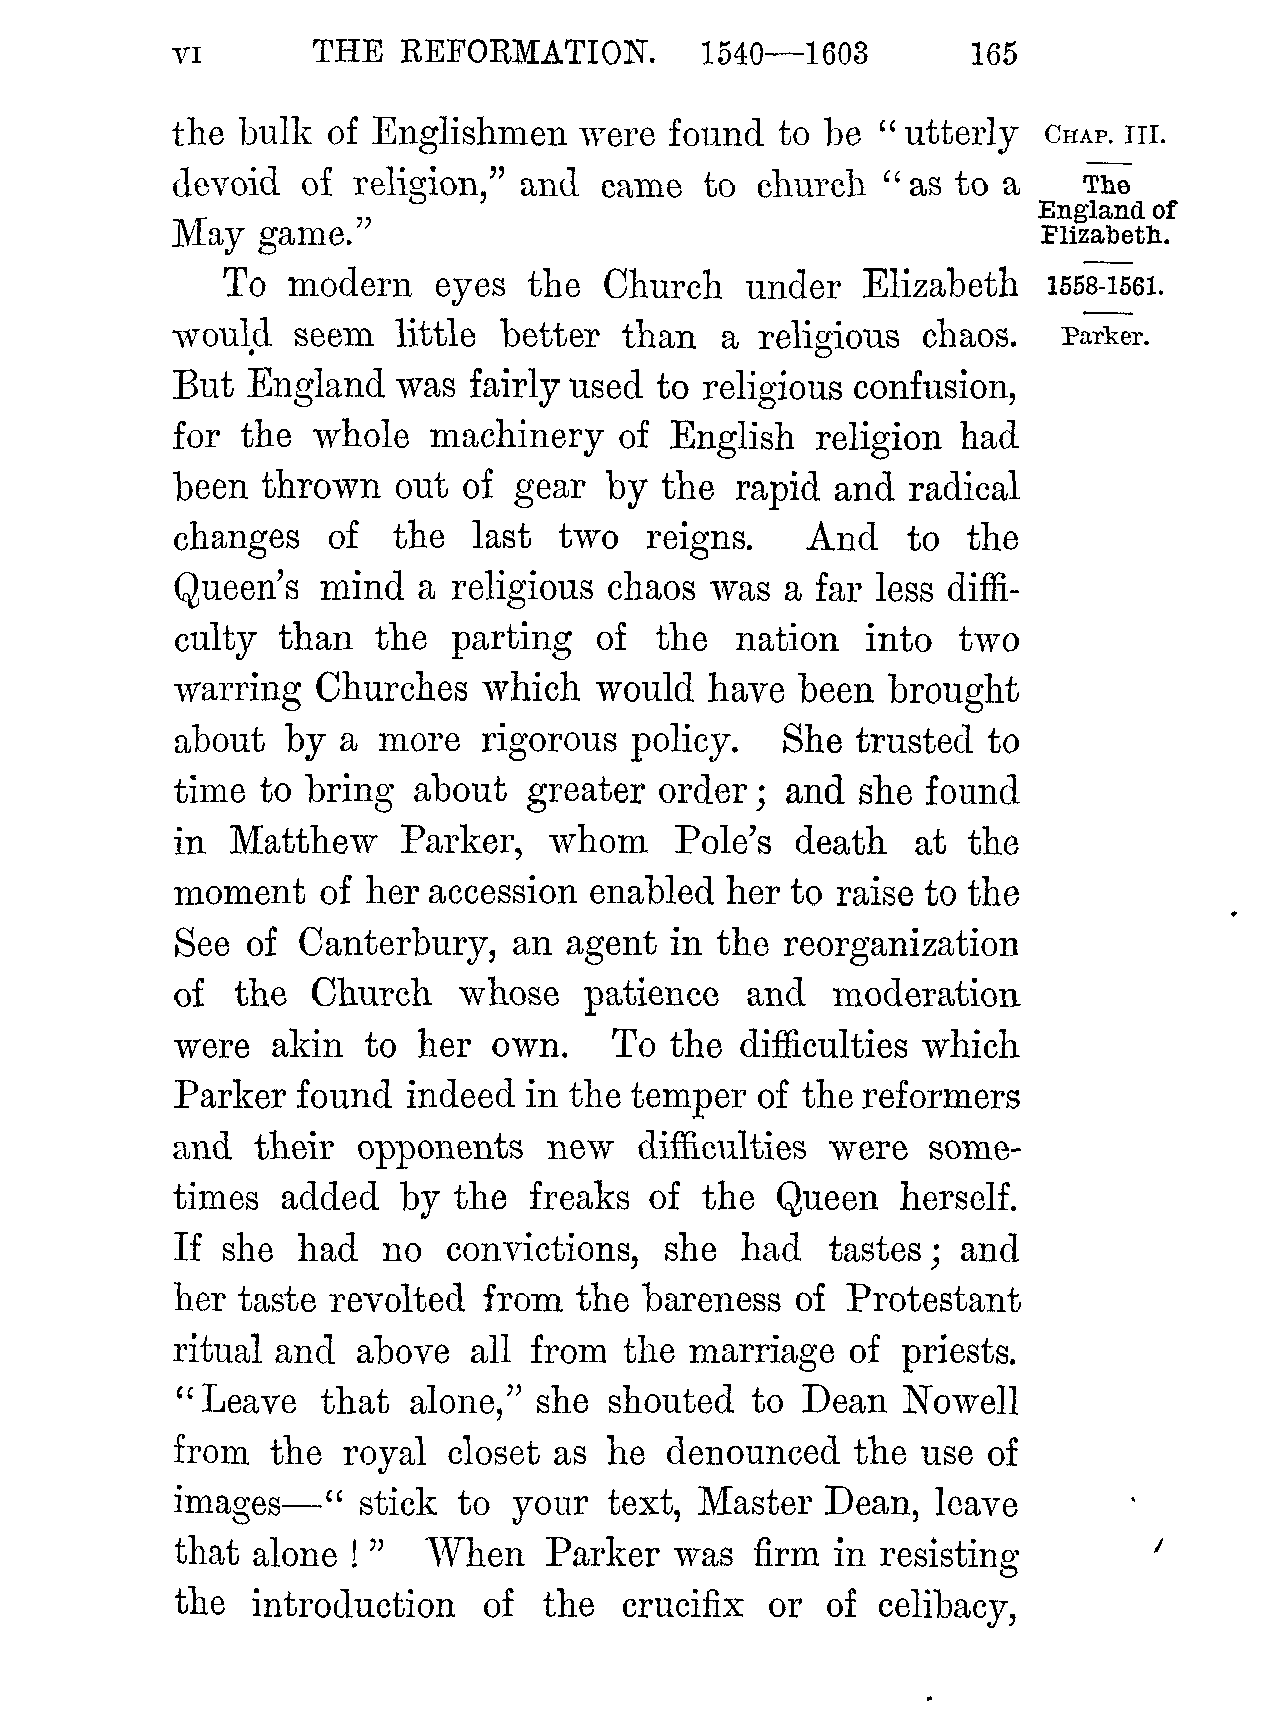 VI THE REFORMATION. 1540—1603 165
the bulk of Englishmen were found to be “utterly
devoid of religion,” and came to church “as to a
May game.”
To modern eyes the Church under Elizabeth
would seem little better than a religious chaos.
But England was fairly used to religious confusion,
for the whole machinery of English religion had
been thrown out of gear by the rapid and radical
changes of the last two reigns. And to the
Queen’s mind a religious chaos was a far less diffi-
culty than the parting of the nation into two
warring Churches which would have been brought
about by a more rigorous policy. She trusted to
time to bring about greater order; and she found
in Matthew Parker, whom Pole’s death at the
moment of her accession enabled her to raise to the
See of Canterbury, an agent in the reorganization
of the Church whose patience and moderation
were akin to her own. To the difficulties which
Parker found indeed in the temper of the reformers
and their opponents new difficulties were some-
times added by the freaks of the Queen herself.
If she had no convictions, she had tastes; and
her taste revolted from the bareness of Protestant
ritual and above all from the marriage of priests.
“Leave that alone,” she shouted to Dean Nowell
from the royal closet as he denounced the use of
images—“stick to your text, Master Dean, leave
that alone!” When Parker was firm in resisting
the introduction of the crucifix or of celibacy,
CHAP. III.
The
England of
Elizabeth.
1558-1561.
Parker.